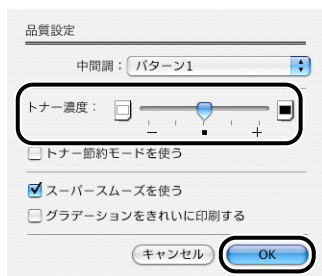 品質設定
中間調： パターン1
トナー濃度：
− +
トナー節約モードを使う
スーパースムーズを使う
グラデーションをきれいに印刷する
キャンセル OK